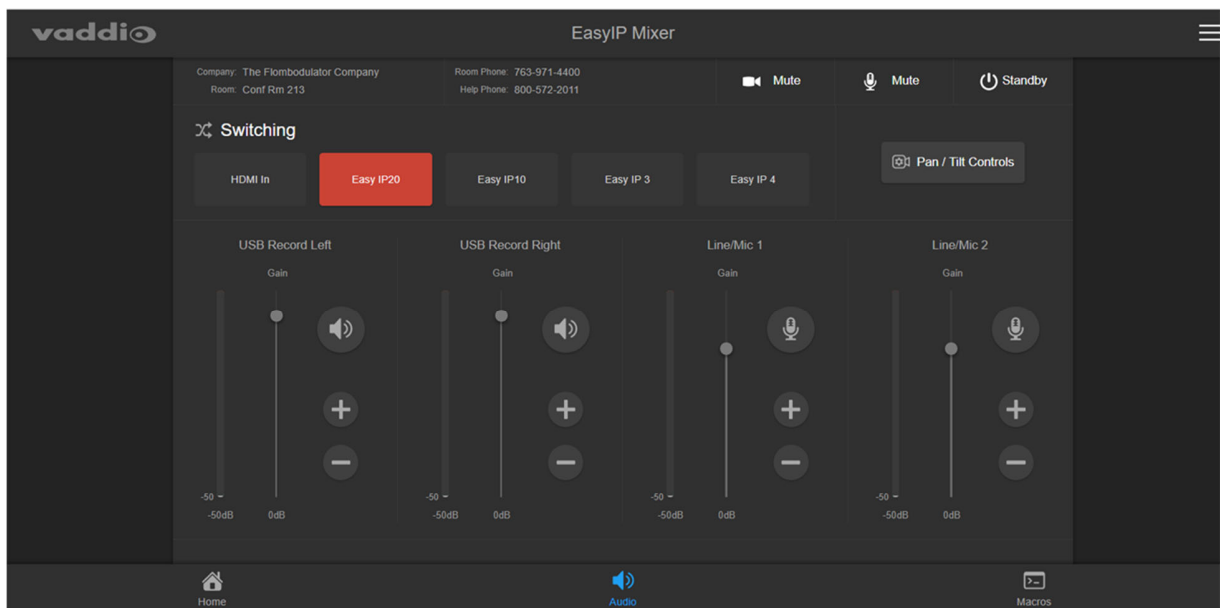 vaddio
EasyIP Mixer
Company: The Flombodulator Company
Room: Conf Rm 213
Room Phone: 763-971-4400
Help Phone: 800-572-2011
Mute
Mute
Standby
Switching
HDMI In
Easy IP20
Easy IP10
Easy IP 3
Easy IP 4
Pan / Tilt Controls
USB Record Left
Gain
-50
-50dB 0dB
USB Record Right
Gain
-50
-50dB 0dB
Line/Mic 1
Gain
-50
-50dB 0dB
Line/Mic 2
Gain
-50
-50dB 0dB
Home
Audio
Macros